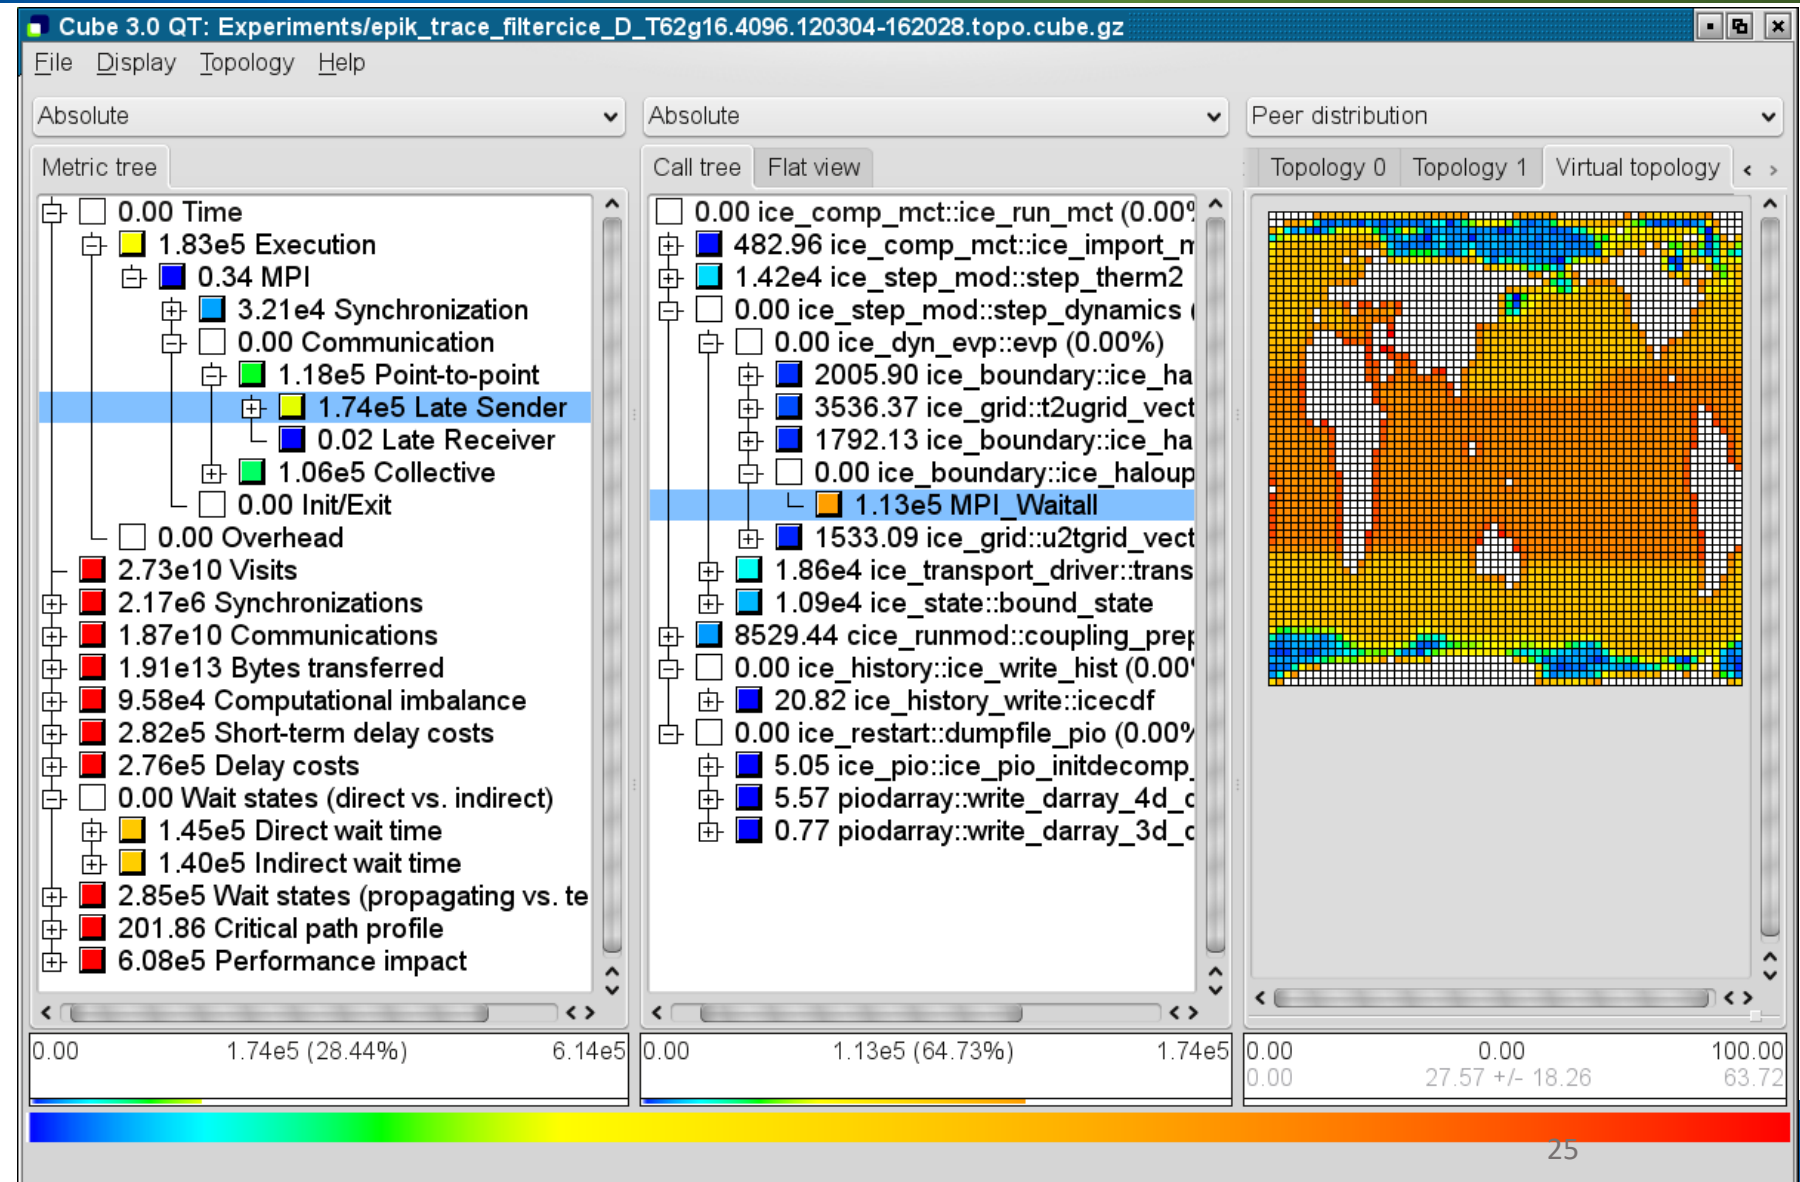 Cube 3.0 QT: Experiments/epik_trace_filtercice_D_T62g16.4096.120304-162028.topo.cube.gz
File Display Topology Help
Absolute
Metric tree
0.00 Time
1.83e5 Execution
0.34 MPI
3.21e4 Synchronization
0.00 Communication
1.18e5 Point-to-point
1.74e5 Late Sender
0.02 Late Receiver
1.06e5 Collective
0.00 Init/Exit
0.00 Overhead
2.73e10 Visits
2.17e6 Synchronizations
1.87e10 Communications
1.91e13 Bytes transferred
9.58e4 Computational imbalance
2.82e5 Short-term delay costs
2.76e5 Delay costs
0.00 Wait states (direct vs. indirect)
1.45e5 Direct wait time
1.40e5 Indirect wait time
2.85e5 Wait states (propagating vs. te
201.86 Critical path profile
6.08e5 Performance impact
0.00 1.74e5 (28.44%) 6.14e5
Absolute
Call tree Flat view
0.00 ice_comp_mct::ice_run_mct (0.00%
482.96 ice_comp_mct::ice_import_m
1.42e4 ice_step_mod::step_therm2
0.00 ice_step_mod::step_dynamics (
0.00 ice_dyn_evp::evp (0.00%)
2005.90 ice_boundary::ice_ha
3536.37 ice_grid::t2ugrid_vect
1792.13 ice_boundary::ice_ha
0.00 ice_boundary::ice_haloup
1.13e5 MPI_Waitall
1533.09 ice_grid::u2tgrid_vect
1.86e4 ice_transport_driver::trans
1.09e4 ice_state::bound_state
8529.44 cice_runmod::coupling_prep
0.00 ice_history::ice_write_hist (0.00%
20.82 ice_history_write::icecdf
0.00 ice_restart::dumpfile_pio (0.00%
5.05 ice_pio::ice_pio_initdecomp_
5.57 piodarray::write_darray_4d_d
0.77 piodarray::write_darray_3d_d
0.00 1.13e5 (64.73%) 1.74e5
Peer distribution
Topology 0 Topology 1 Virtual topology
0.00 0.00 100.00
0.00 27.57 +/- 18.26 63.72
25